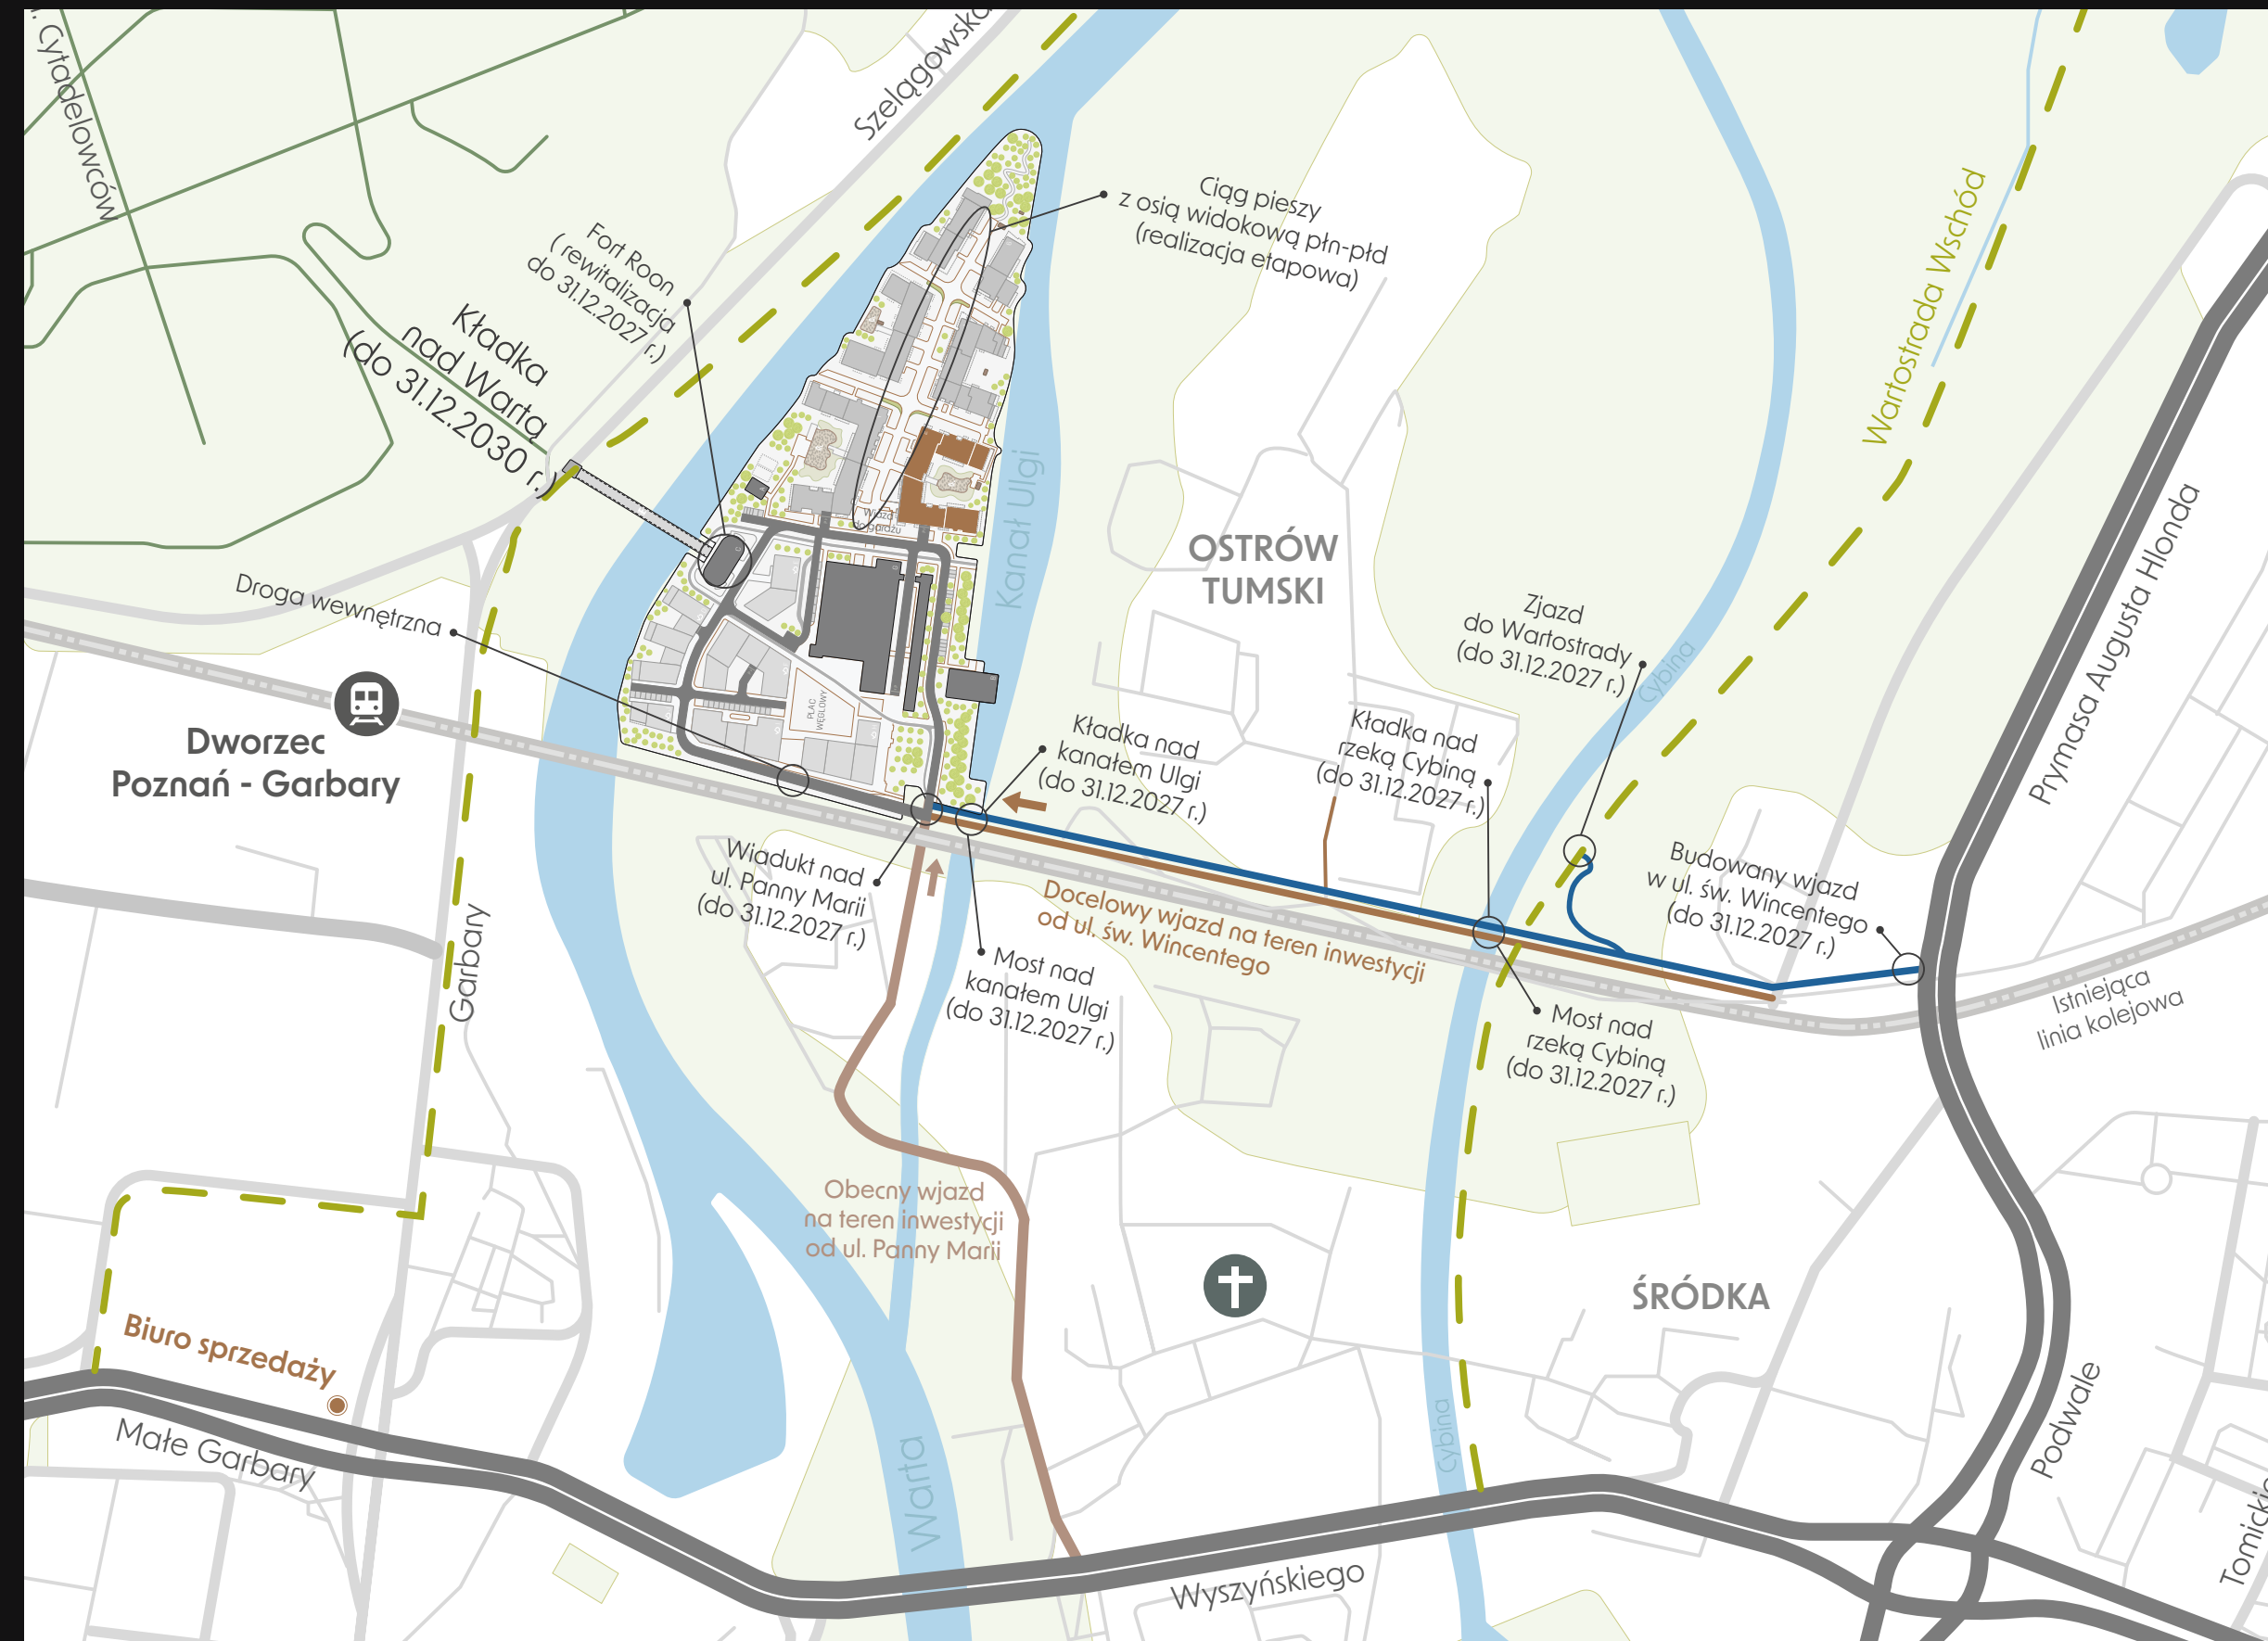 Cytadelowców
Szelągowska
Ciąg pieszy
z osią widokową płn-płd
(realizacja etapowa)
Fort Roon
( rewitalizacja
do 31.12.2027 r.)
Kładka
nad Wartą
(do 31.12.2030 r.)
Wartostrada Wschód
Kanał Ulgi
Wjazd
do garażu
OSTRÓW
TUMSKI
Prymasa Augusta Hlonda
Droga wewnętrzna
Zjazd
do Wartostrady
(do 31.12.2027 r.)
Cybina
PLAC
WĘGLOWY
Dworzec
Poznań - Garbary
Kładka nad
kanałem Ulgi
(do 31.12.2027 r.)
Kładka nad
rzeką Cybiną
(do 31.12.2027 r.)
Wiadukt nad
ul. Panny Marii
(do 31.12.2027 r.)
Budowany wjazd
w ul. św. Wincentego
(do 31.12.2027 r.)
Docelowy wjazd na teren inwestycji
od ul. św. Wincentego
Garbary
Most nad
kanałem Ulgi
(do 31.12.2027 r.)
Most nad
rzeką Cybiną
(do 31.12.2027 r.)
Istniejąca
linia kolejowa
Obecny wjazd
na teren inwestycji
od ul. Panny Marii
ŚRÓDKA
Biuro sprzedaży
Małe Garbary
Warta
Cybina
Podwale
Wyszyńskiego